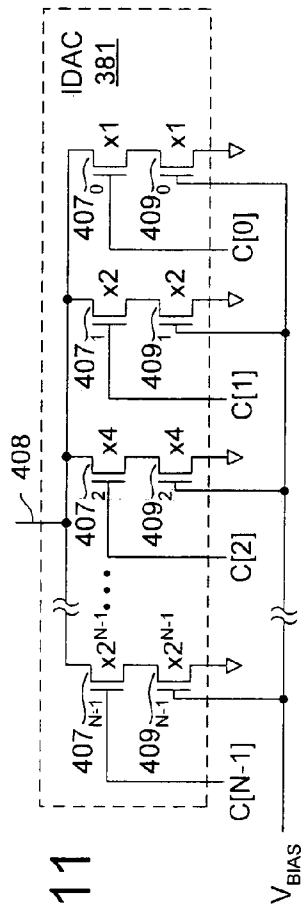 11
IDAC
381
408
407N-1
x2N-1
409N-1
x2N-1
C[N-1]
• • •
4072
x4
4092
x4
C[2]
4071
x2
4091
x2
C[1]
4070
x1
4090
x1
C[0]
VBIAS